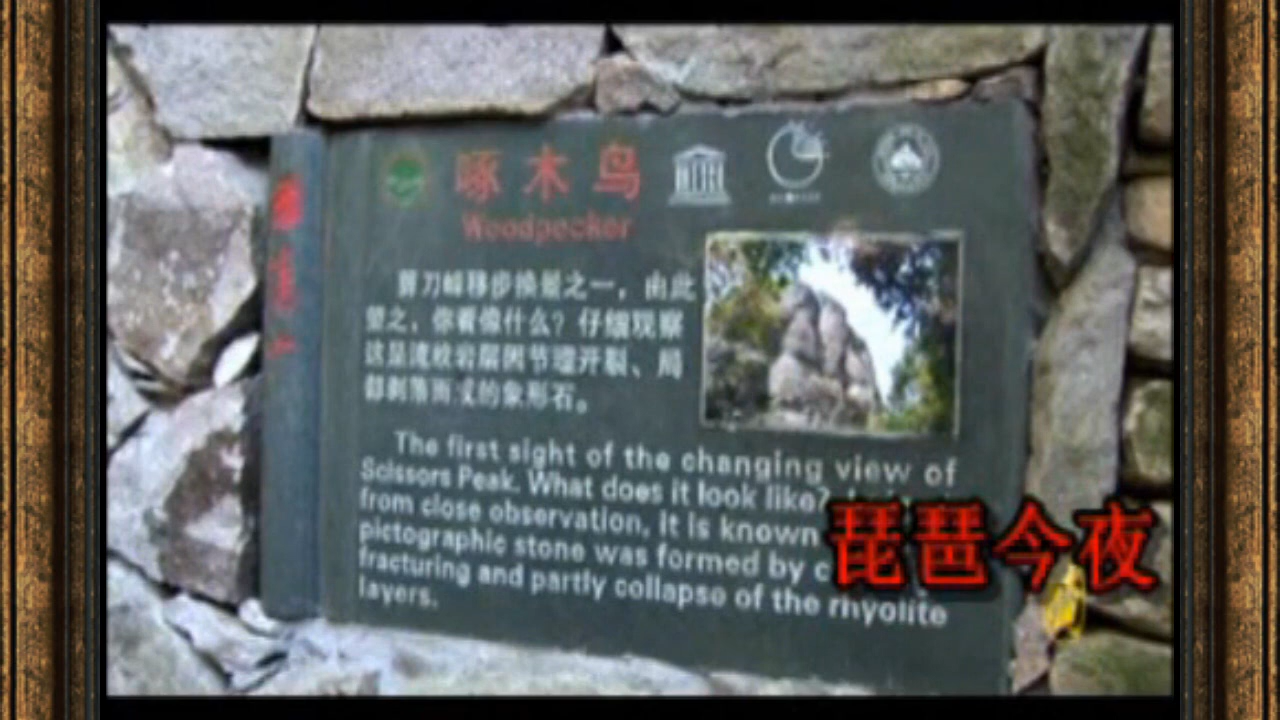 啄木鸟
Woodpecker
剪刀峰移步换景之一，由此
望之，你看像什么？仔细观察
这是流纹岩层因节理开裂、局
部剥落而成的象形石。
The first sight of the changing view of
Scissors Peak. What does it look like?
from close observation, it is known
pictographic stone was formed by
fracturing and partly collapse of the rhyolite
layers.
琵琶今夜